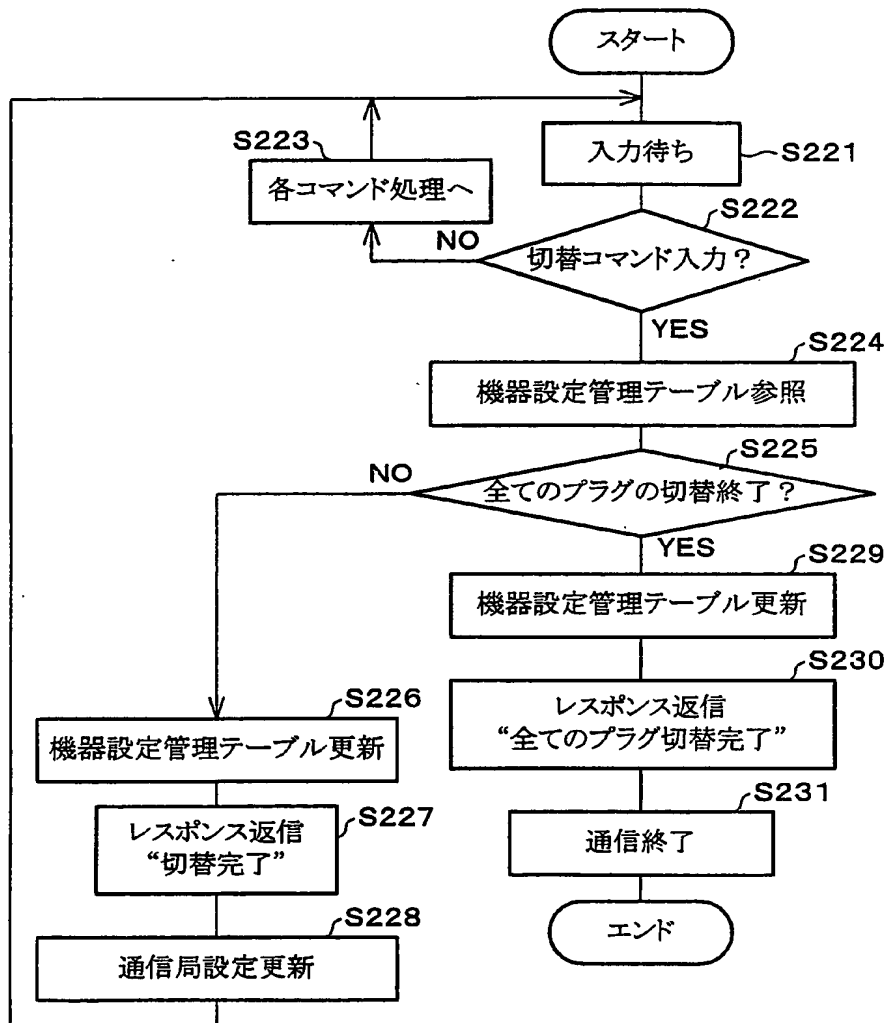 スタート
入力待ち
S221
S222
切替コマンド入力？
NO
S223
各コマンド処理へ
YES
S224
機器設定管理テーブル参照
S225
全てのプラグの切替終了？
NO
YES
S229
機器設定管理テーブル更新
S230
レスポンス返信
“全てのプラグ切替完了”
S231
通信終了
エンド
S226
機器設定管理テーブル更新
S227
レスポンス返信
“切替完了”
S228
通信局設定更新